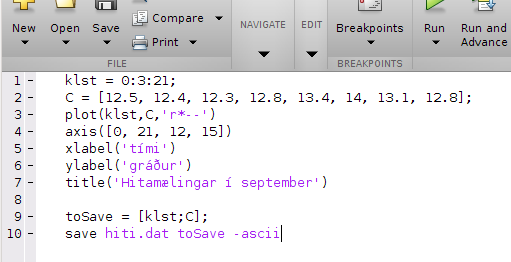 Compare
NAVIGATE
EDIT
New
Open
Save
Print
Breakpoints
Run
Run and
Advance
FILE
BREAKPOINTS
1 - klst = 0:3:21;
2 - C = [12.5, 12.4, 12.3, 12.8, 13.4, 14, 13.1, 12.8];
3 - plot(klst,C,'r*--')
4 - axis([0, 21, 12, 15])
5 - xlabel('tími')
6 - ylabel('gráður')
7 - title('Hitamælingar í september')
8
9 - toSave = [klst;C];
10 - save hiti.dat toSave -ascii